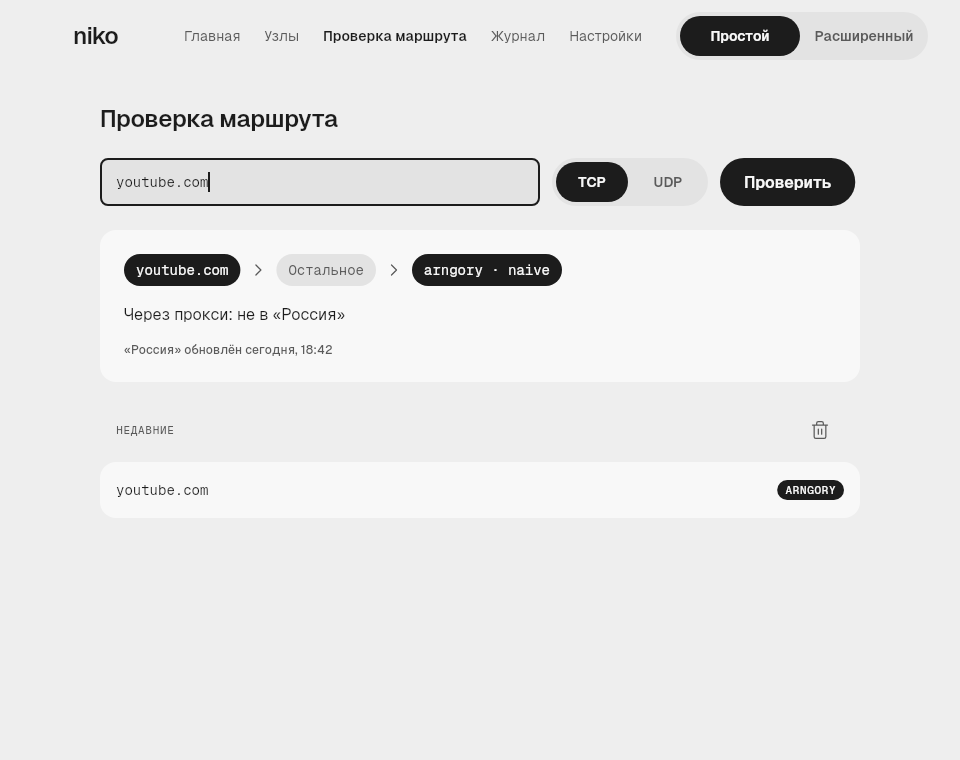 niko
Главная Узлы Проверка маршрута Журнал Настройки Простой Расширенный
Проверка маршрута
youtube.com TCP UDP Проверить
youtube.com Остальное arngory · naive
Через прокси: не в «Россия»
«Россия» обновлён сегодня, 18:42
НЕДАВНИЕ
youtube.com ARNGORY